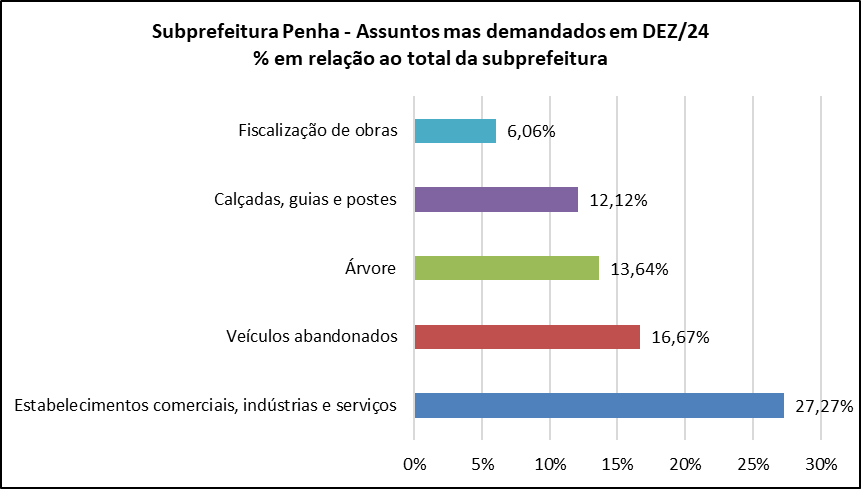 Subprefeitura Penha - Assuntos mas demandados em DEZ/24
% em relação ao total da subprefeitura
Fiscalização de obras 6,06%
Calçadas, guias e postes 12,12%
Árvore 13,64%
Veículos abandonados 16,67%
Estabelecimentos comerciais, indústrias e serviços 27,27%
0% 5% 10% 15% 20% 25% 30%